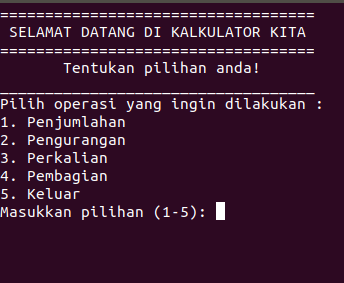 ===================================
SELAMAT DATANG DI KALKULATOR KITA
===================================
Tentukan pilihan anda!
___________________________________
Pilih operasi yang ingin dilakukan :
1. Penjumlahan
2. Pengurangan
3. Perkalian
4. Pembagian
5. Keluar
Masukkan pilihan (1-5):